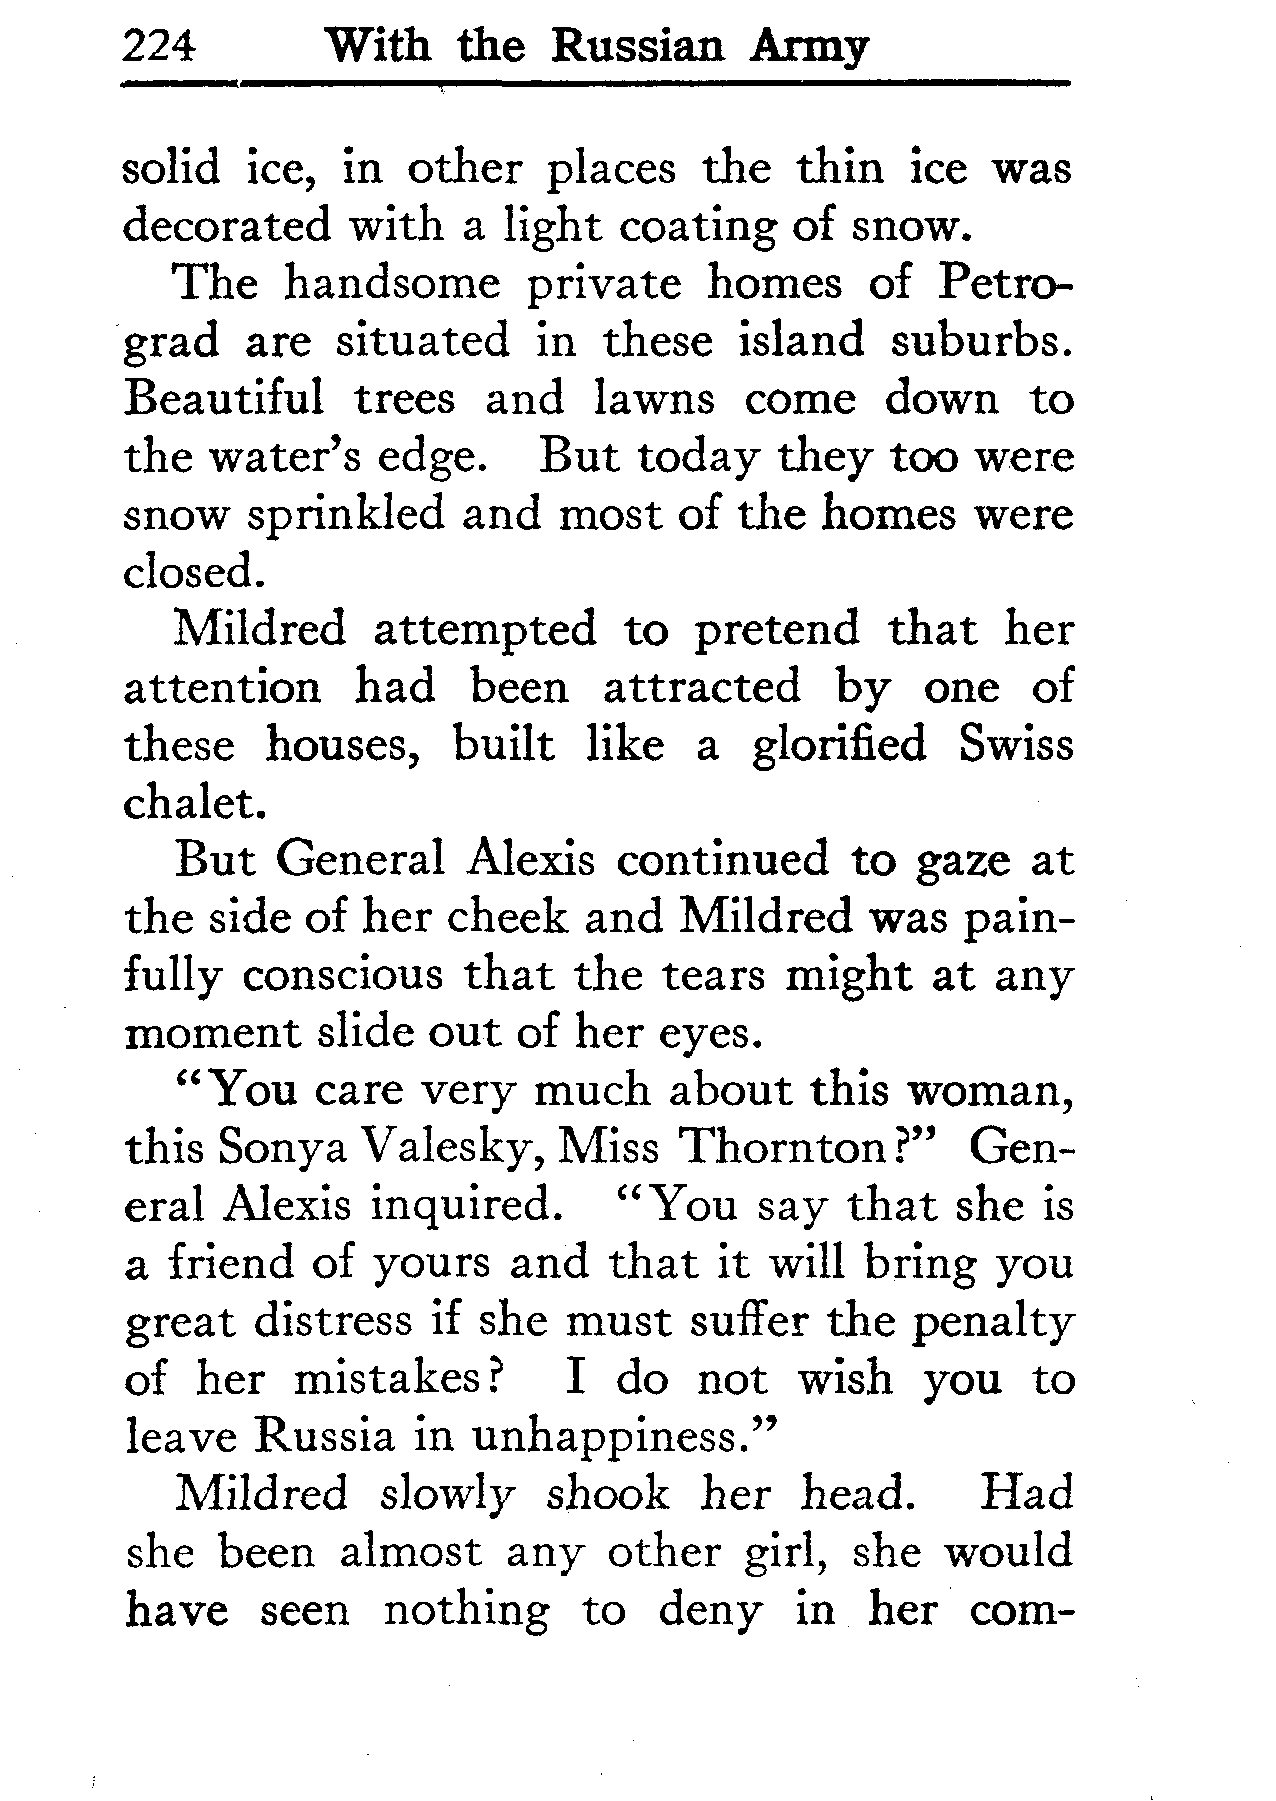 224 With the Russian Army
solid ice, in other places the thin ice was
decorated with a light coating of snow.
The handsome private homes of Petro-
grad are situated in these island suburbs.
Beautiful trees and lawns come down to
the water's edge. But today they too were
snow sprinkled and most of the homes were
closed.
Mildred attempted to pretend that her
attention had been attracted by one of
these houses, built like a glorified Swiss
chalet.
But General Alexis continued to gaze at
the side of her cheek and Mildred was pain-
fully conscious that the tears might at any
moment slide out of her eyes.
“You care very much about this woman,
this Sonya Valesky, Miss Thornton?” Gen-
eral Alexis inquired. “You say that she is
a friend of yours and that it will bring you
great distress if she must suffer the penalty
of her mistakes? I do not wish you to
leave Russia in unhappiness.”
Mildred slowly shook her head. Had
she been almost any other girl, she would
have seen nothing to deny in her com-